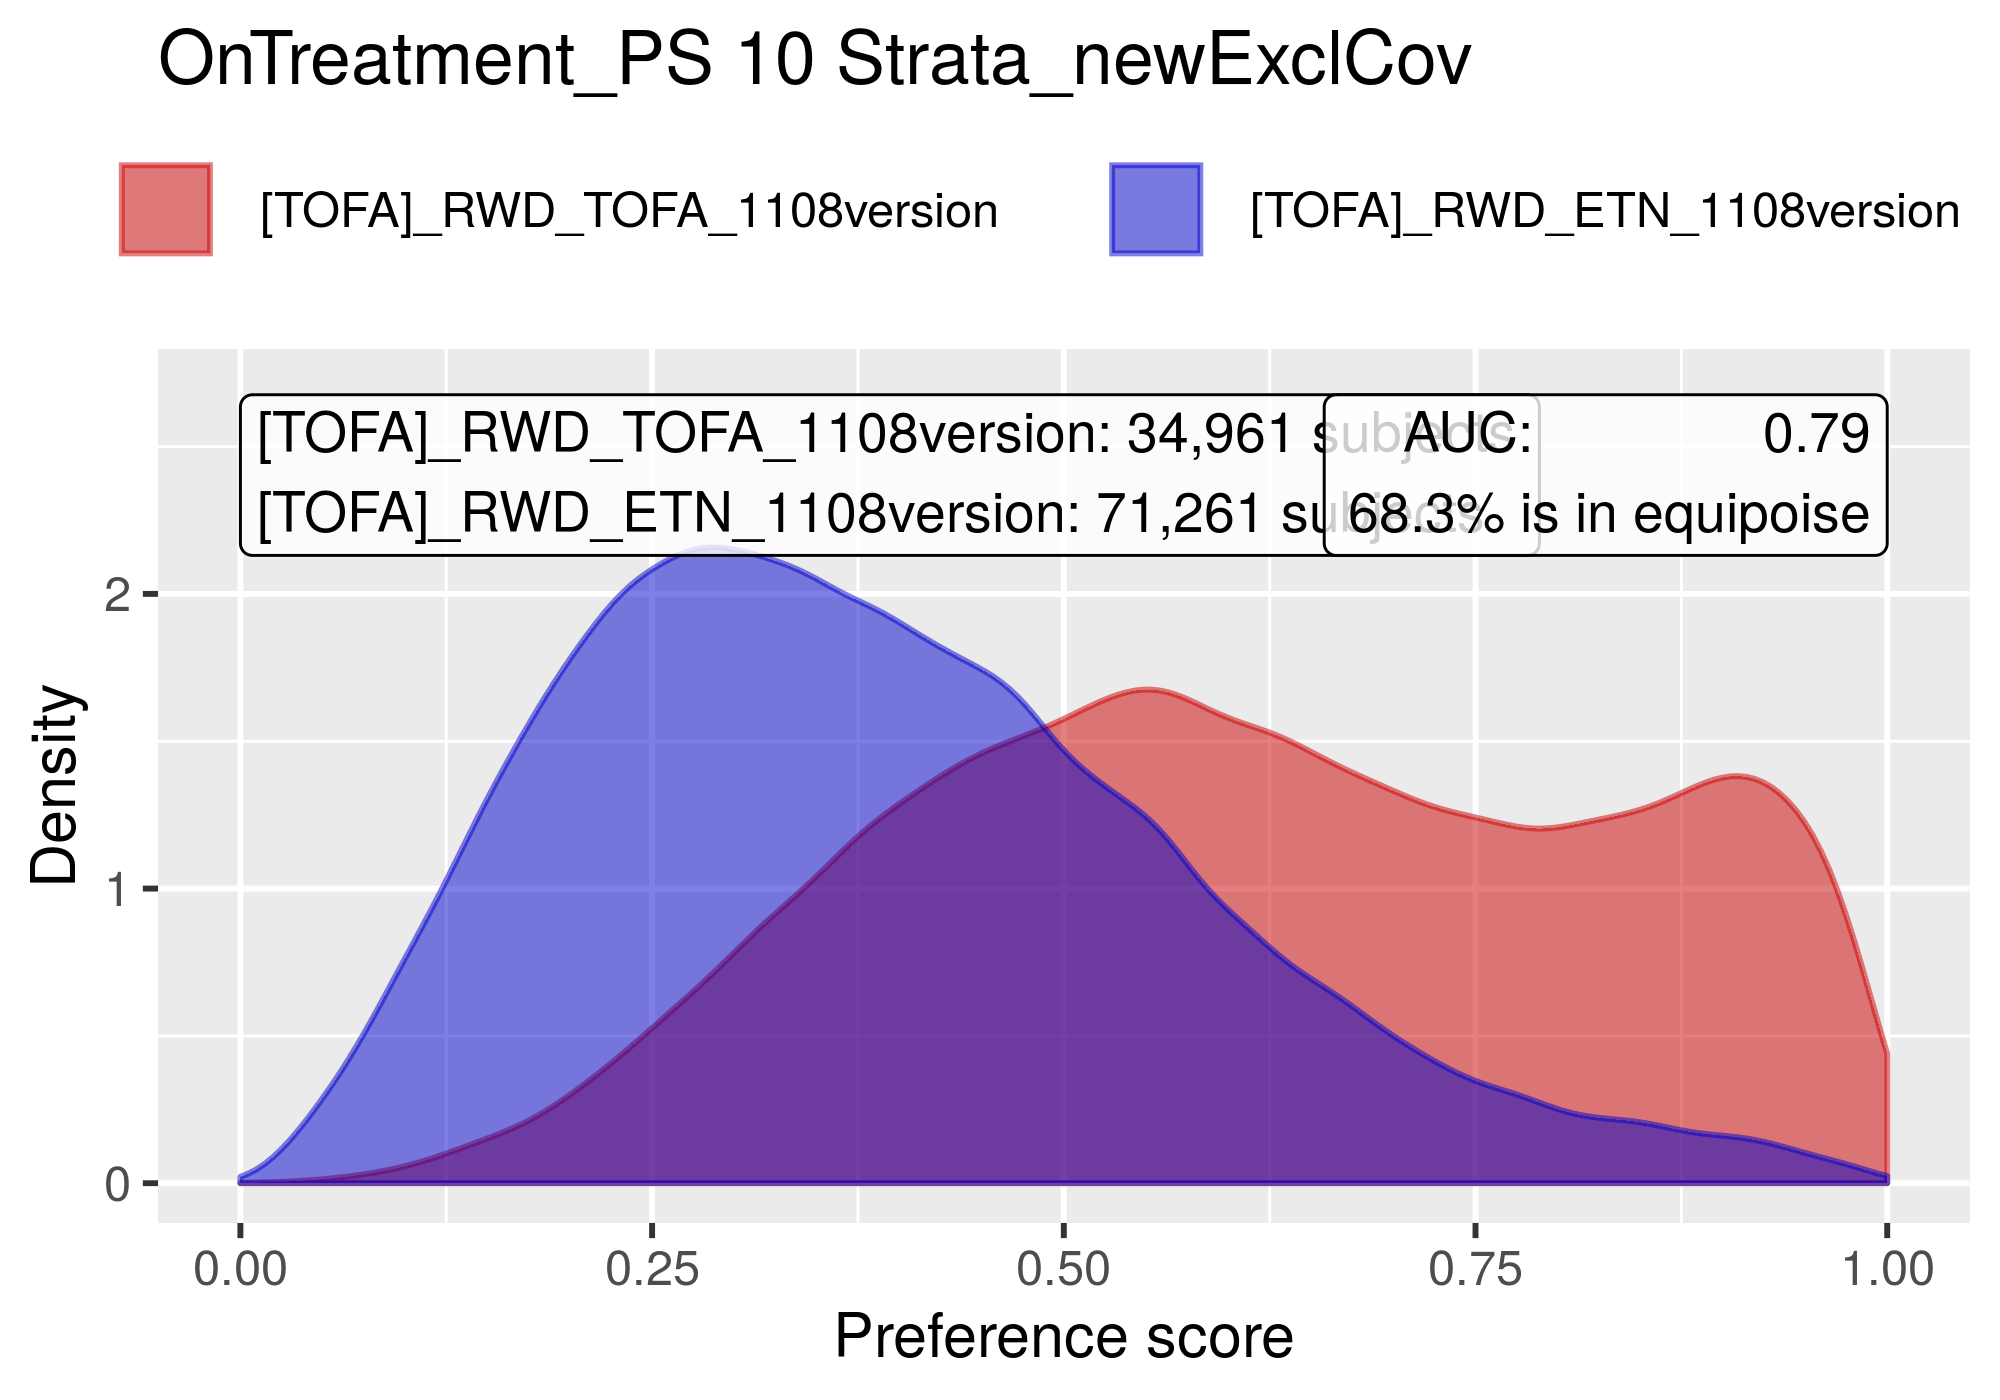 OnTreatment_PS 10 Strata_newExclCov
[TOFA]_RWD_TOFA_1108version
[TOFA]_RWD_ETN_1108version
[TOFA]_RWD_TOFA_1108version: 34,961 subjects
AUC: 0.79
[TOFA]_RWD_ETN_1108version: 71,261 subjects
68.3% is in equipoise
Density
2
1
0
0.00 0.25 0.50 0.75 1.00
Preference score